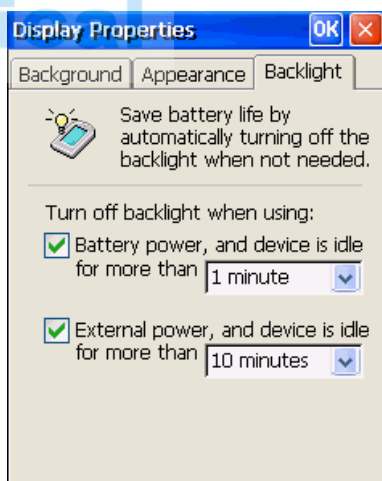 Display Properties OK
Background Appearance Backlight
Save battery life by
automatically turning off the
backlight when not needed.
Turn off backlight when using:
Battery power, and device is idle
for more than 1 minute
External power, and device is idle
for more than 10 minutes